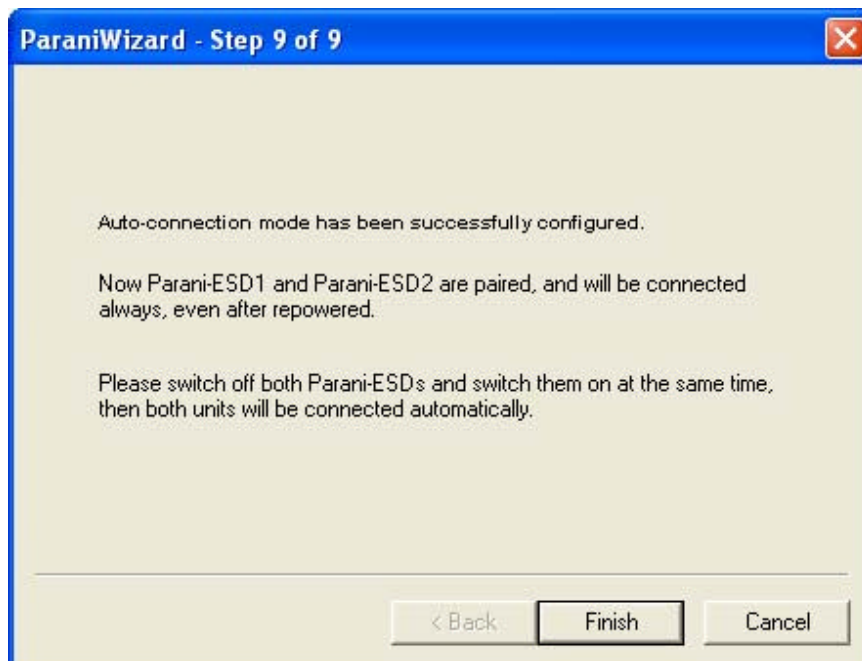 ParaniWizard - Step 9 of 9
Auto-connection mode has been successfully configured.
Now Parani-ESD1 and Parani-ESD2 are paired, and will be connected
always, even after repowered.
Please switch off both Parani-ESDs and switch them on at the same time,
then both units will be connected automatically.
< Back
Finish
Cancel